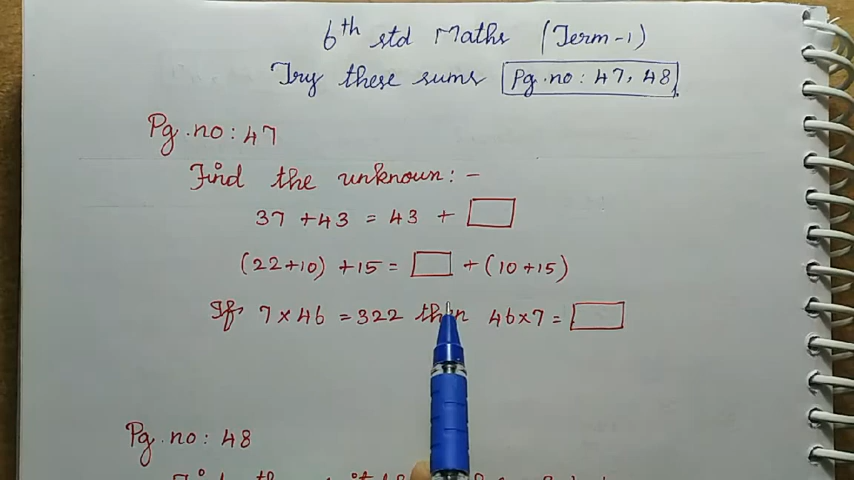 6th std Maths (Term-1)
Try these sums Pg.no: 47, 48
Pg.no: 47
Find the unknown: -
37 + 43 = 43 +
(22+10) + 15 = + (10+15)
If 7 × 46 = 322 then 46×7 =
Pg.no: 48